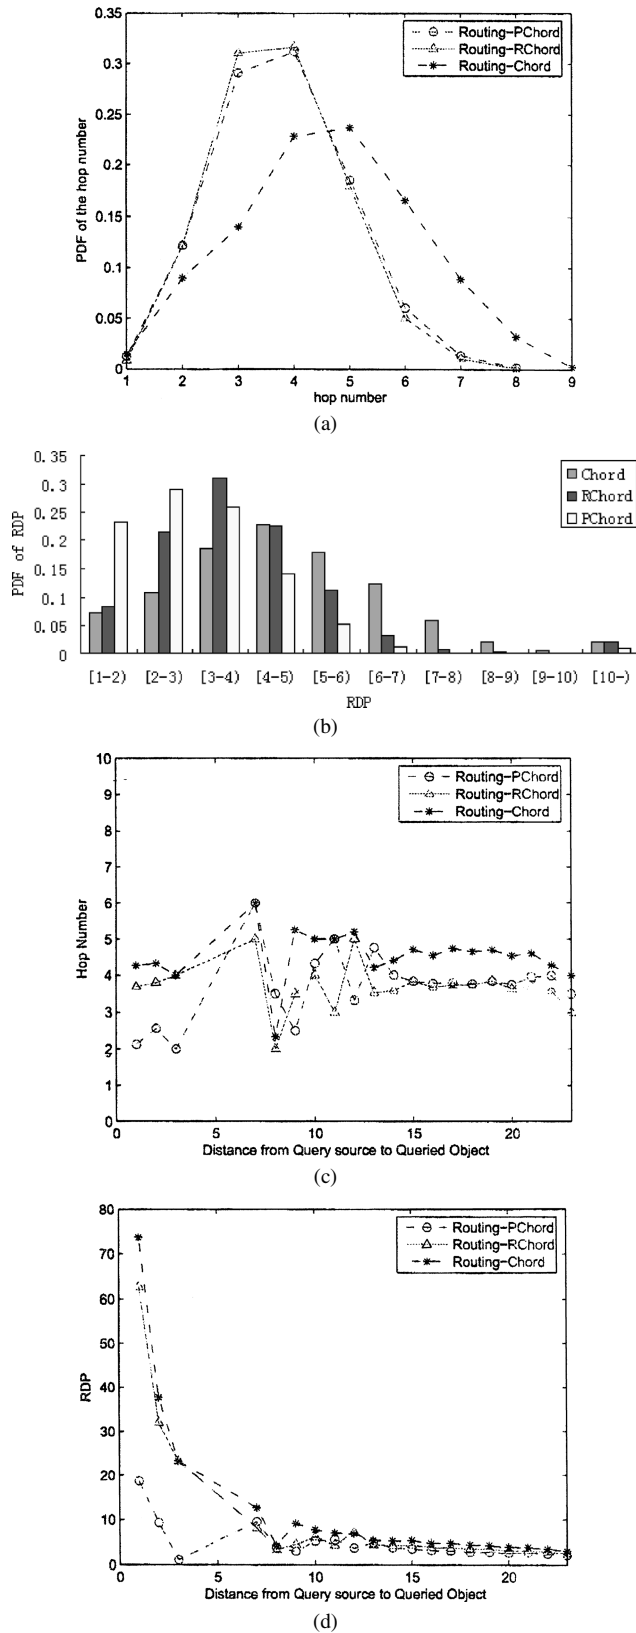 PDF of the hop number
0.35
0.3
0.25
0.2
0.15
0.1
0.05
0
Routing-PChord
Routing-RChord
Routing-Chord
1 2 3 4 5 6 7 8 9
hop number
(a)
PDF of RDP
0.35
0.3
0.25
0.2
0.15
0.1
0.05
0
Chord
RChord
PChord
[1-2) [2-3) [3-4) [4-5) [5-6) [6-7) [7-8) [8-9) [9-10) [10-)
RDP
(b)
Hop Number
10
9
8
7
6
5
4
3
2
1
0
Routing-PChord
Routing-RChord
Routing-Chord
0 5 10 15 20
Distance from Query source to Queried Object
(c)
RDP
80
70
60
50
40
30
20
10
0
Routing-PChord
Routing-RChord
Routing-Chord
0 5 10 15 20
Distance from Query source to Queried Object
(d)